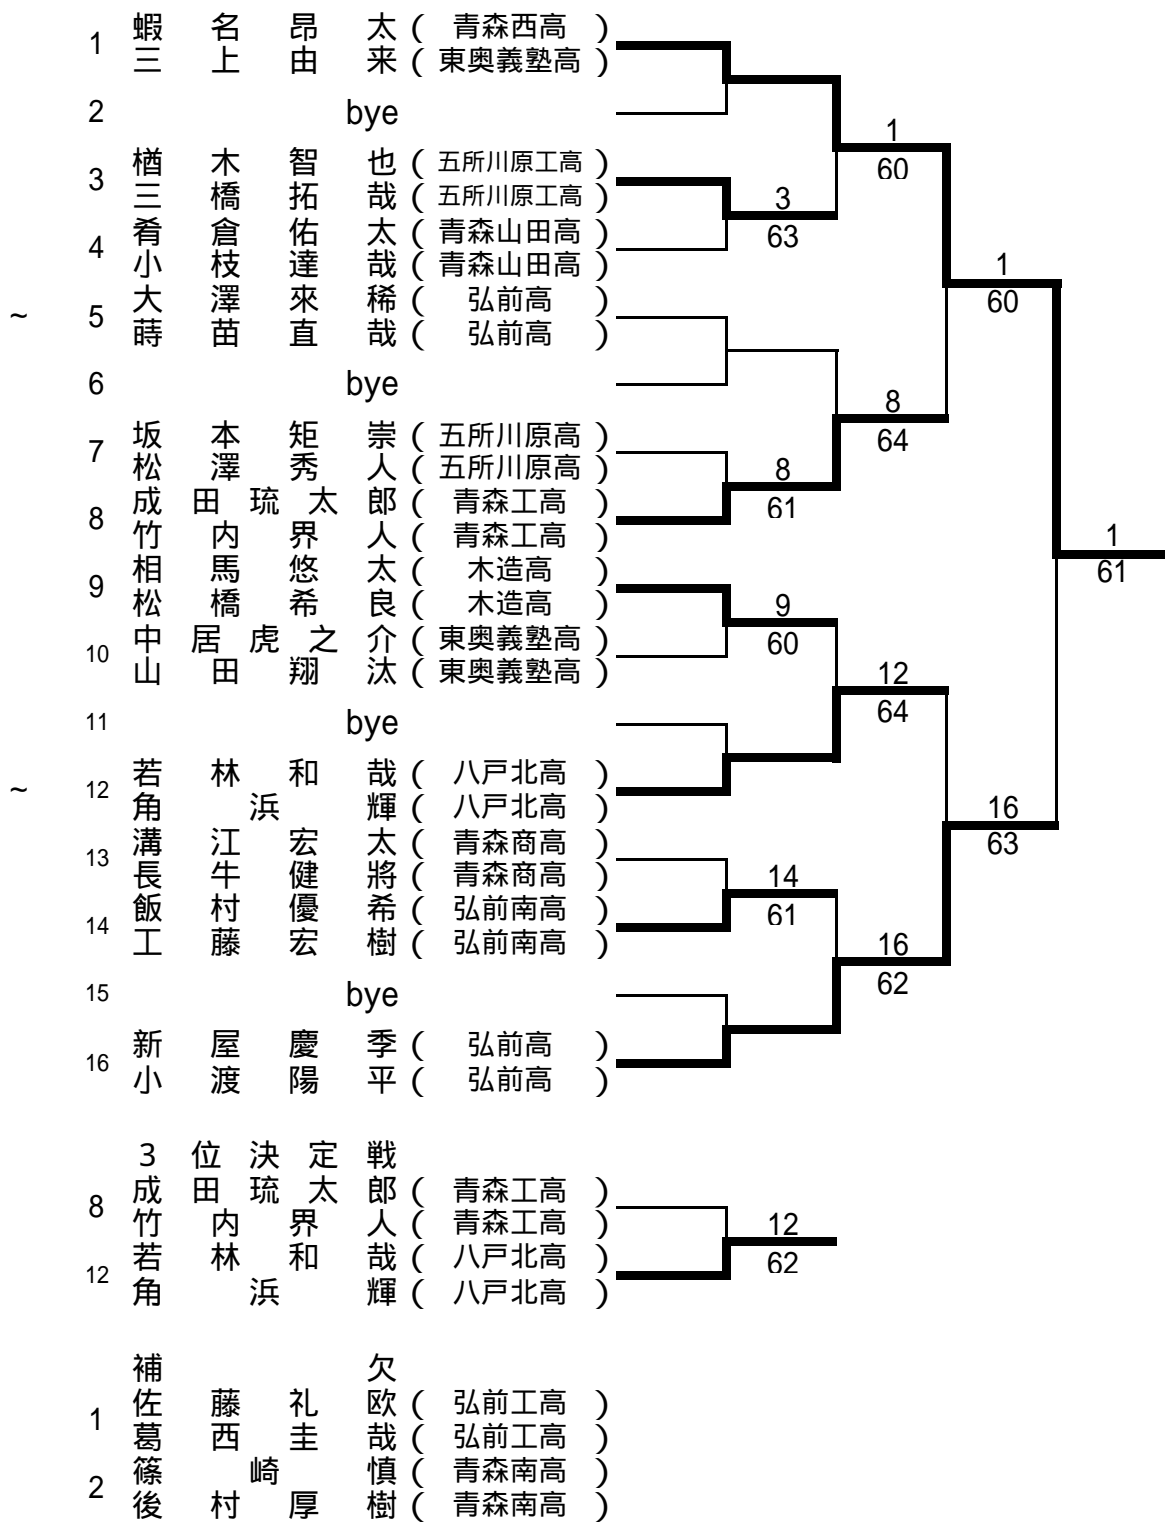 1 蝦名昂太 ( 青森西高 )
三上由来 ( 東奥義塾高 )
2 bye
3 楢木智也 ( 五所川原工高 )
三橋拓哉 ( 五所川原工高 )
4 肴倉佑太 ( 青森山田高 )
小枝達哉 ( 青森山田高 )
~ 5 大澤來稀 ( 弘前高 )
蒔苗直哉 ( 弘前高 )
6 bye
7 坂本矩崇 ( 五所川原高 )
松澤秀人 ( 五所川原高 )
8 成田琉太郎 ( 青森工高 )
竹内界人 ( 青森工高 )
9 相馬悠太 ( 木造高 )
松橋希良 ( 木造高 )
10 中居虎之介 ( 東奥義塾高 )
山田翔汰 ( 東奥義塾高 )
11 bye
~ 12 若林和哉 ( 八戸北高 )
角浜輝 ( 八戸北高 )
13 溝江宏太 ( 青森商高 )
長牛健將 ( 青森商高 )
14 飯村優希 ( 弘前南高 )
工藤宏樹 ( 弘前南高 )
15 bye
16 新屋慶季 ( 弘前高 )
小渡陽平 ( 弘前高 )
3
63
8
61
9
60
14
61
1
60
8
64
12
64
16
62
1
60
16
63
1
61
3位決定戦
8 成田琉太郎 ( 青森工高 )
竹内界人 ( 青森工高 )
12 若林和哉 ( 八戸北高 )
角浜輝 ( 八戸北高 )
12
62
補欠
1 佐藤礼欧 ( 弘前工高 )
葛西圭哉 ( 弘前工高 )
2 篠崎慎 ( 青森南高 )
後村厚樹 ( 青森南高 )